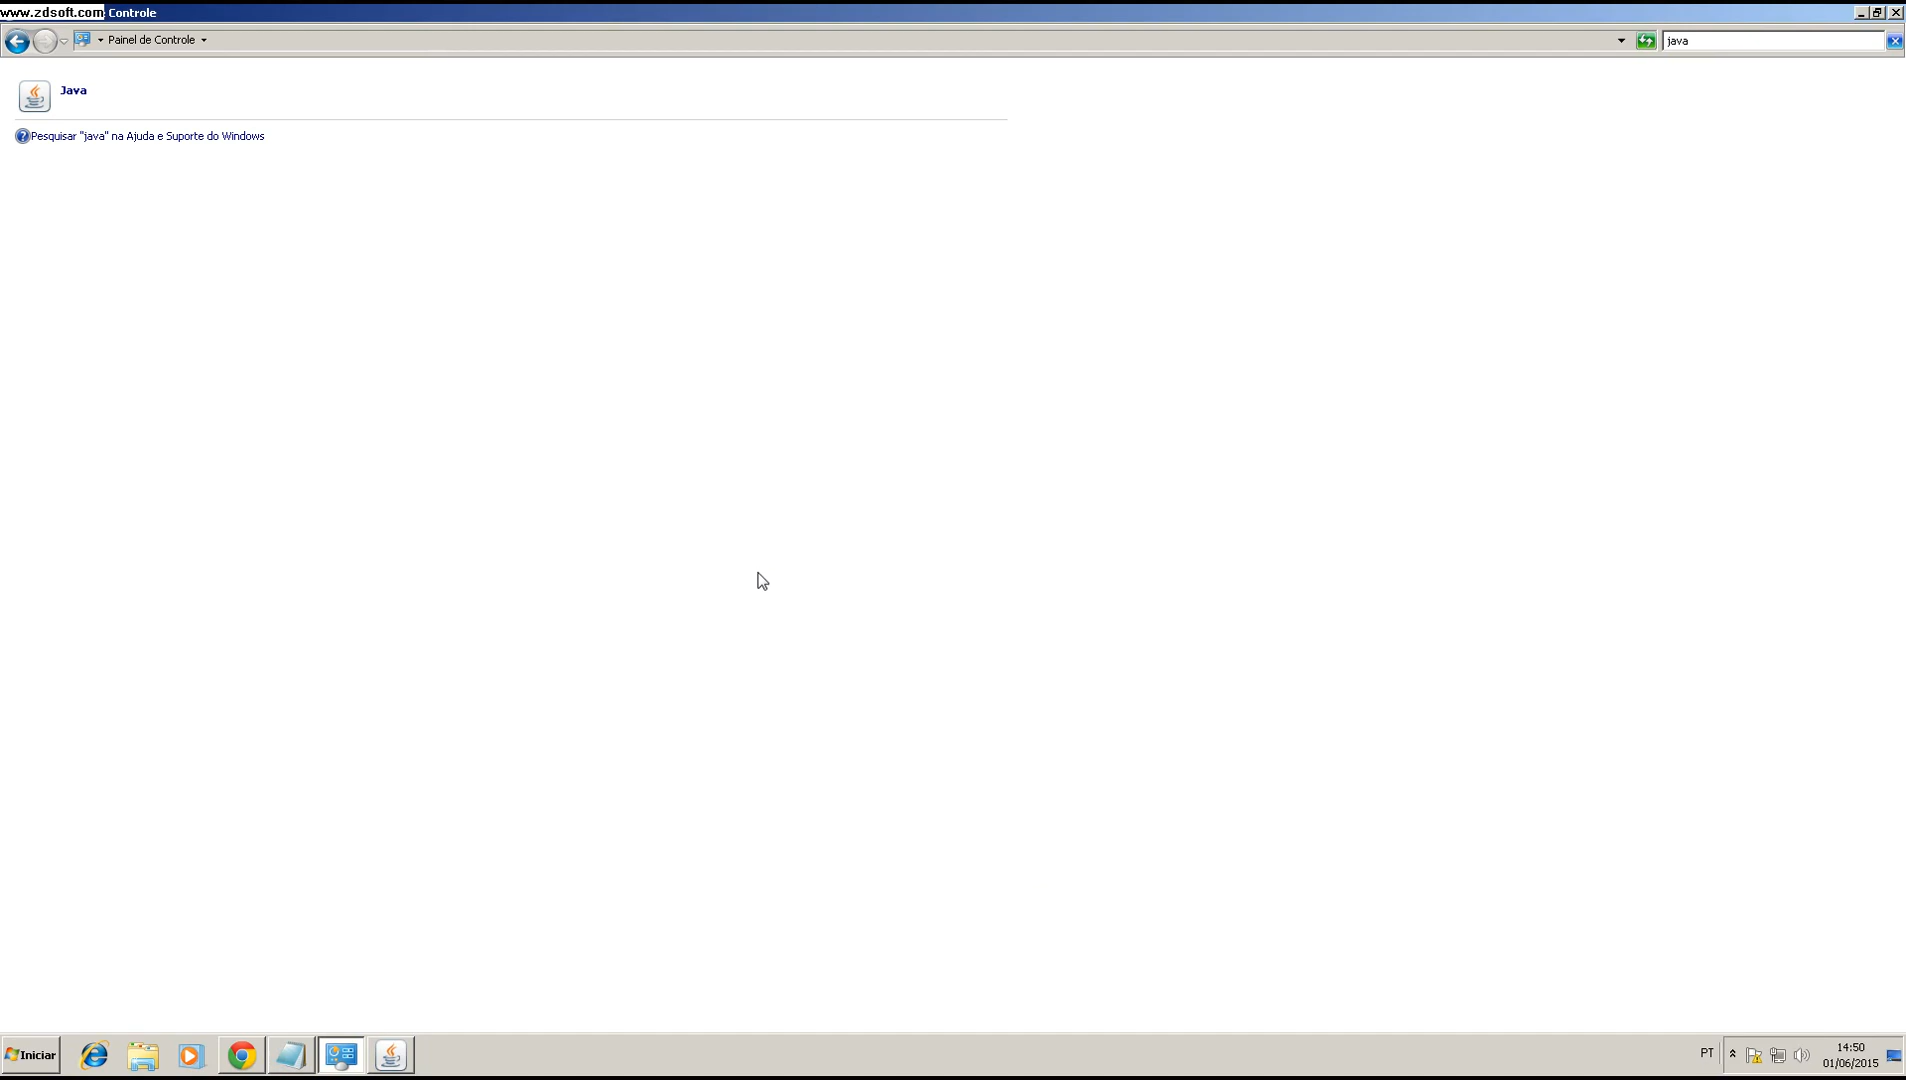 www.zdsoft.com Controle
Painel de Controle
java
Java
Pesquisar "java" na Ajuda e Suporte do Windows
Iniciar
PT
14:50
01/06/2015